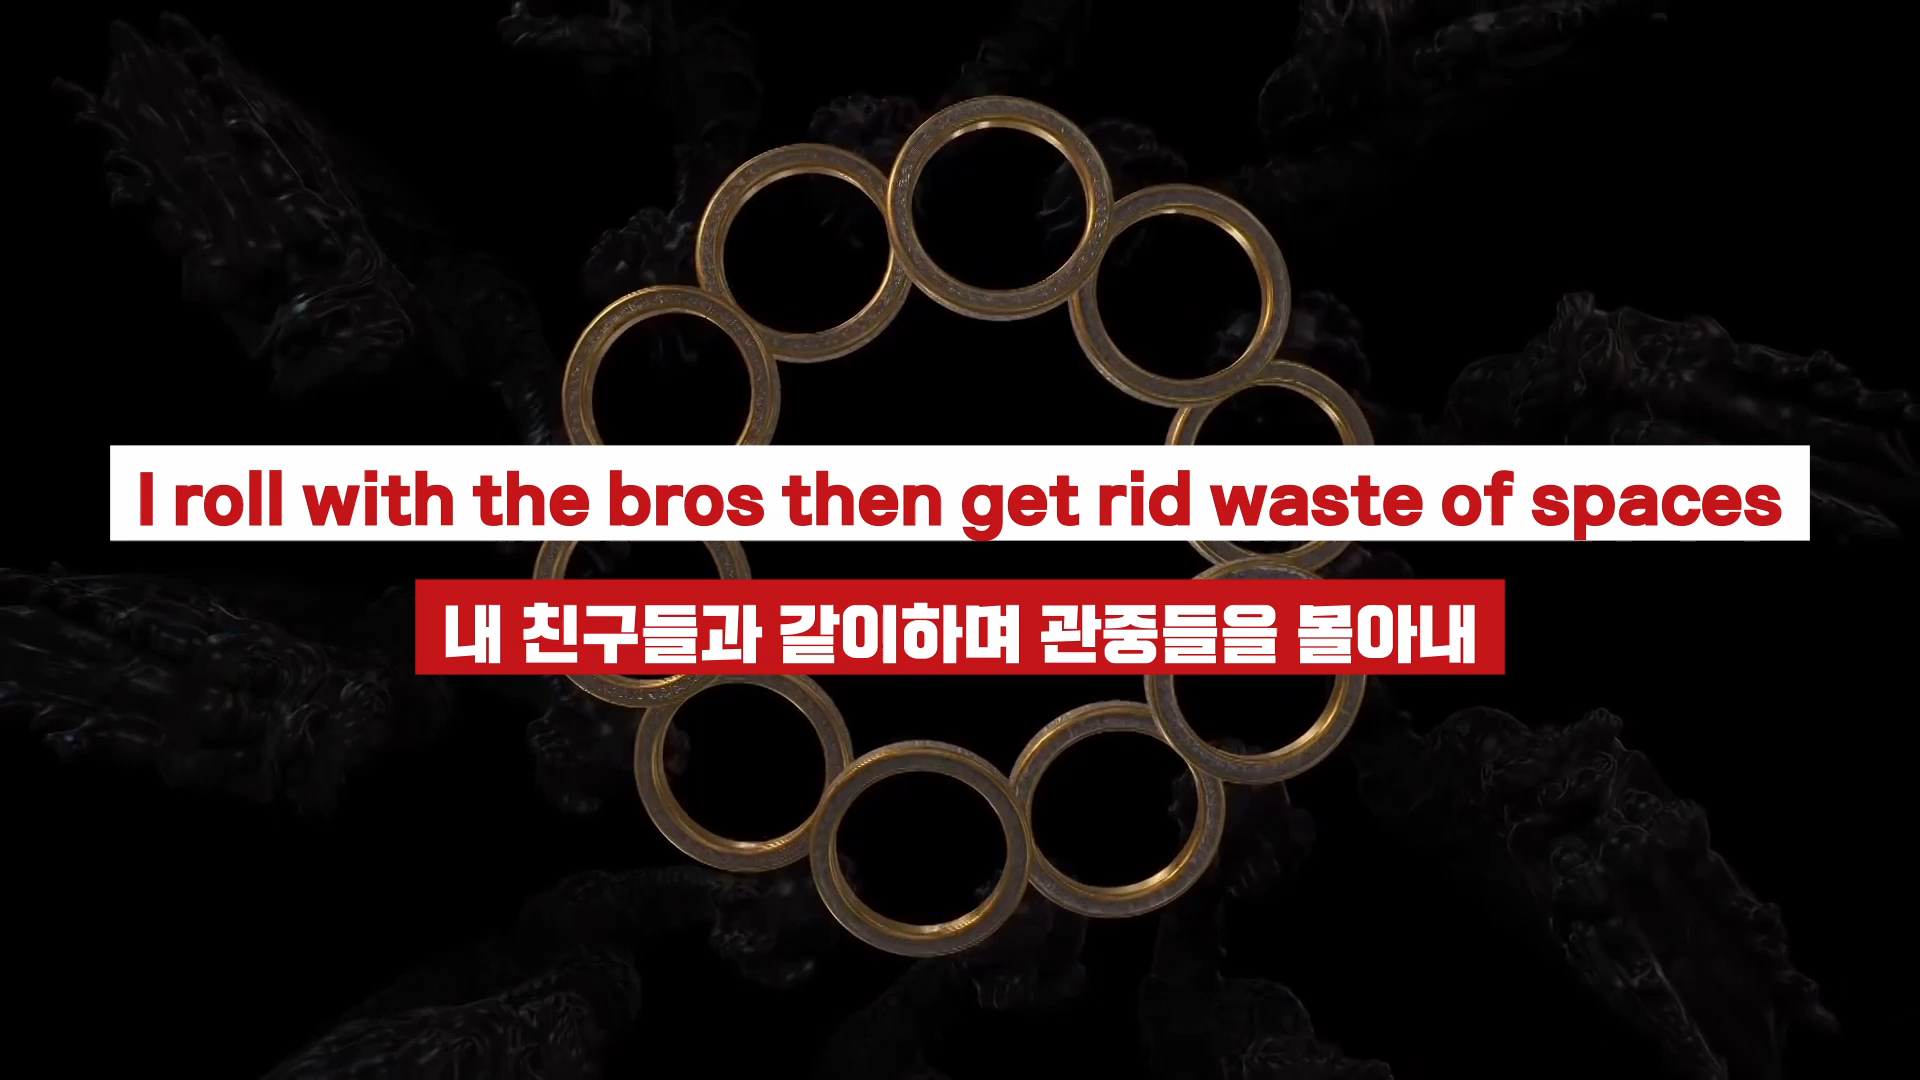 I roll with the bros then get rid waste of spaces
내 친구들과 같이하며 관중들을 몰아내